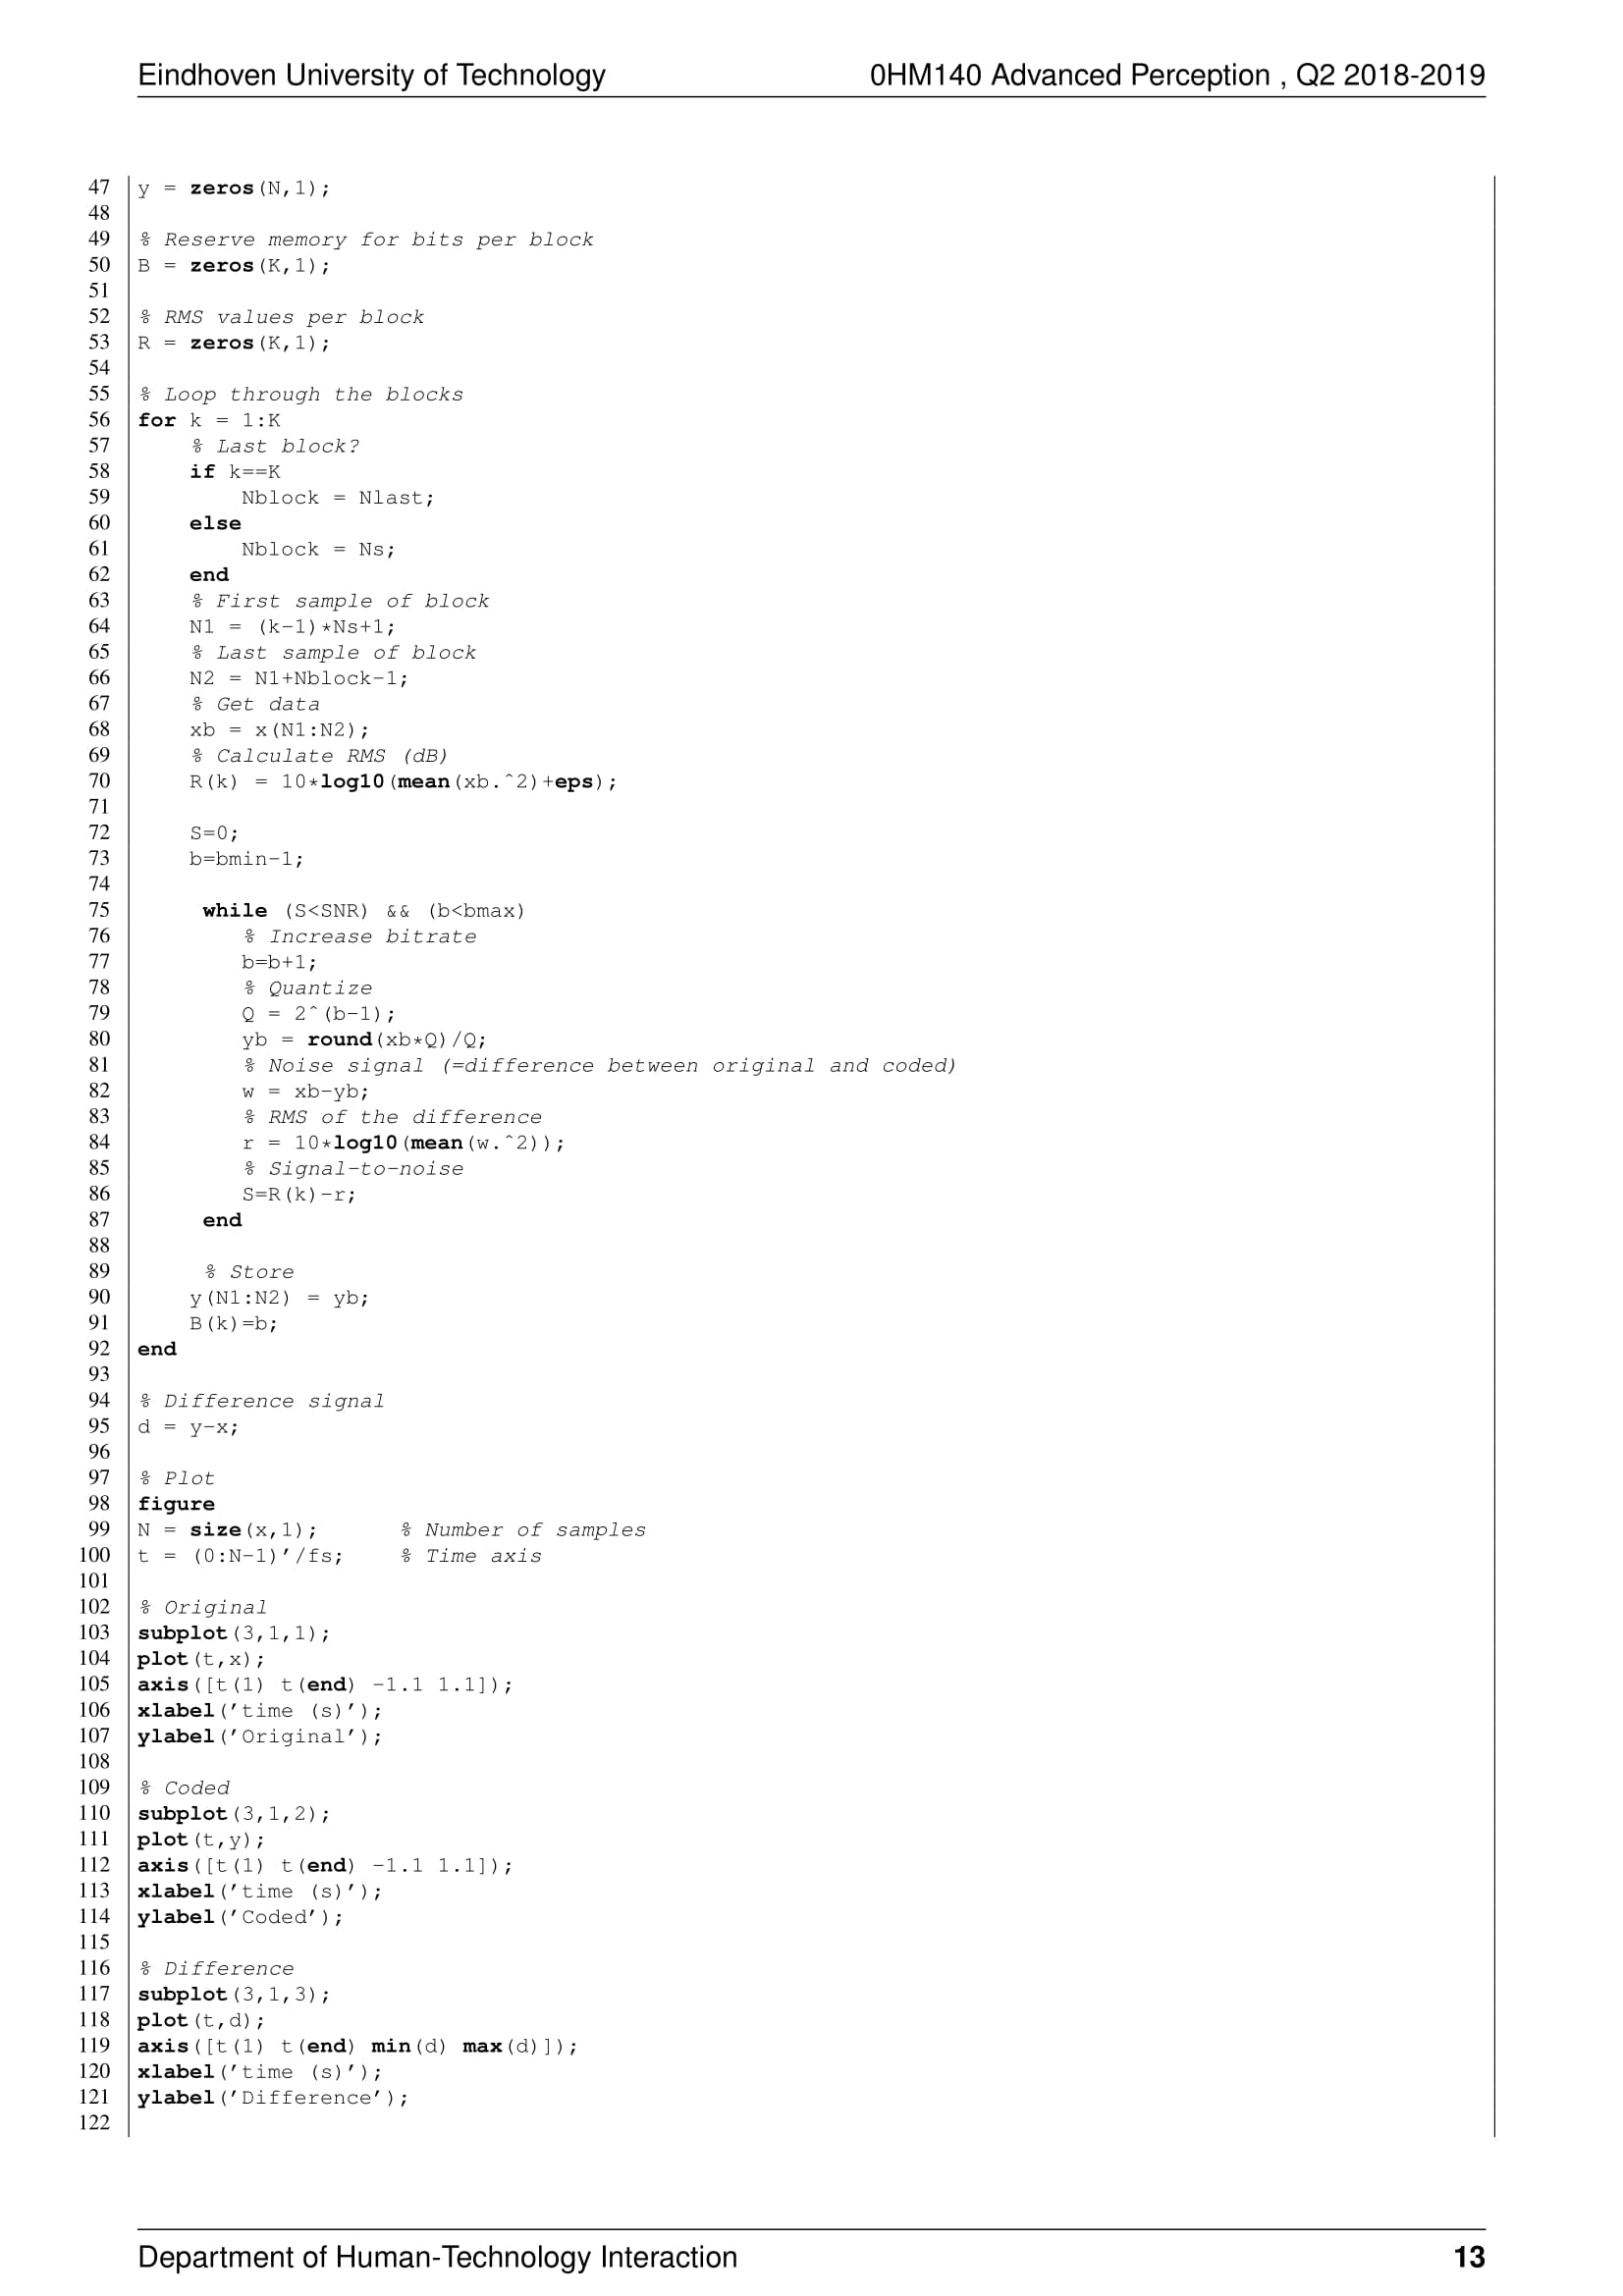 Eindhoven University of Technology 0HM140 Advanced Perception , Q2 2018-2019
47 y = zeros(N,1);
48
49 % Reserve memory for bits per block
50 B = zeros(K,1);
51
52 % RMS values per block
53 R = zeros(K,1);
54
55 % Loop through the blocks
56 for k = 1:K
57     % Last block?
58     if k==K
59         Nblock = Nlast;
60     else
61         Nblock = Ns;
62     end
63     % First sample of block
64     N1 = (k-1)*Ns+1;
65     % Last sample of block
66     N2 = N1+Nblock-1;
67     % Get data
68     xb = x(N1:N2);
69     % Calculate RMS (dB)
70     R(k) = 10*log10(mean(xb.^2)+eps);
71
72     S=0;
73     b=bmin-1;
74
75      while (S<SNR) && (b<bmax)
76         % Increase bitrate
77         b=b+1;
78         % Quantize
79         Q = 2^(b-1);
80         yb = round(xb*Q)/Q;
81         % Noise signal (=difference between original and coded)
82         w = xb-yb;
83         % RMS of the difference
84         r = 10*log10(mean(w.^2));
85         % Signal-to-noise
86         S=R(k)-r;
87      end
88
89      % Store
90     y(N1:N2) = yb;
91     B(k)=b;
92 end
93
94 % Difference signal
95 d = y-x;
96
97 % Plot
98 figure
99 N = size(x,1);      % Number of samples
100 t = (0:N-1)'/fs;    % Time axis
101
102 % Original
103 subplot(3,1,1);
104 plot(t,x);
105 axis([t(1) t(end) -1.1 1.1]);
106 xlabel('time (s)');
107 ylabel('Original');
108
109 % Coded
110 subplot(3,1,2);
111 plot(t,y);
112 axis([t(1) t(end) -1.1 1.1]);
113 xlabel('time (s)');
114 ylabel('Coded');
115
116 % Difference
117 subplot(3,1,3);
118 plot(t,d);
119 axis([t(1) t(end) min(d) max(d)]);
120 xlabel('time (s)');
121 ylabel('Difference');
122
Department of Human-Technology Interaction 13